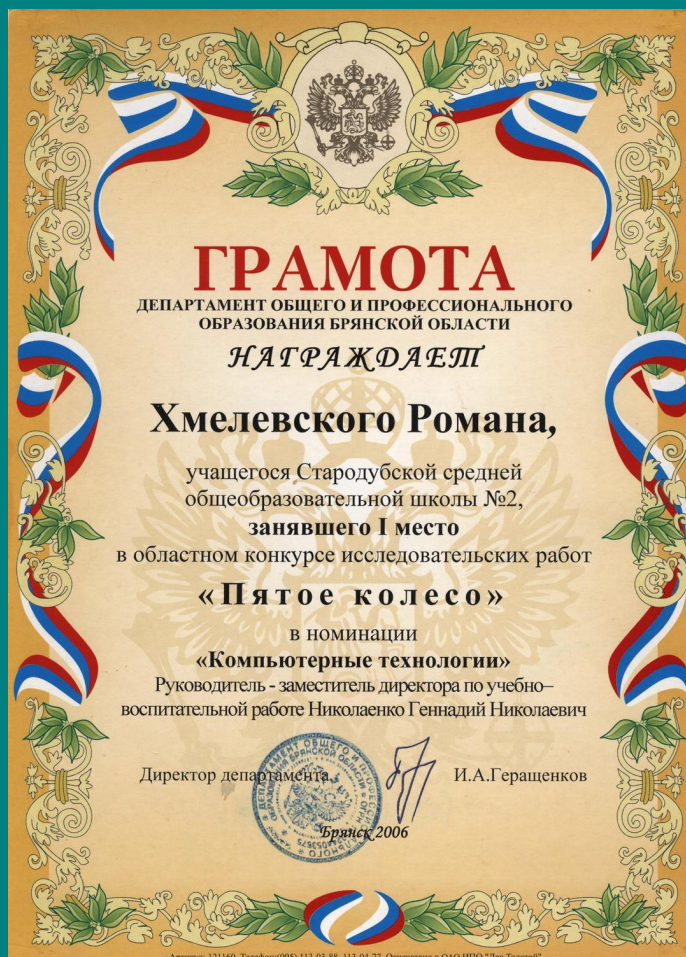 ГРАМОТА
ДЕПАРТАМЕНТ ОБЩЕГО И ПРОФЕССИОНАЛЬНОГО
ОБРАЗОВАНИЯ БРЯНСКОЙ ОБЛАСТИ
НАГРАЖДАЕТ
Хмелевского Романа,
учащегося Стародубской средней
общеобразовательной школы №2,
занявшего I место
в областном конкурсе исследовательских работ
«Пятое колесо»
в номинации
«Компьютерные технологии»
Руководитель - заместитель директора по учебно–
воспитательной работе Николаенко Геннадий Николаевич
Директор департамента И.А.Геращенков
Брянск 2006